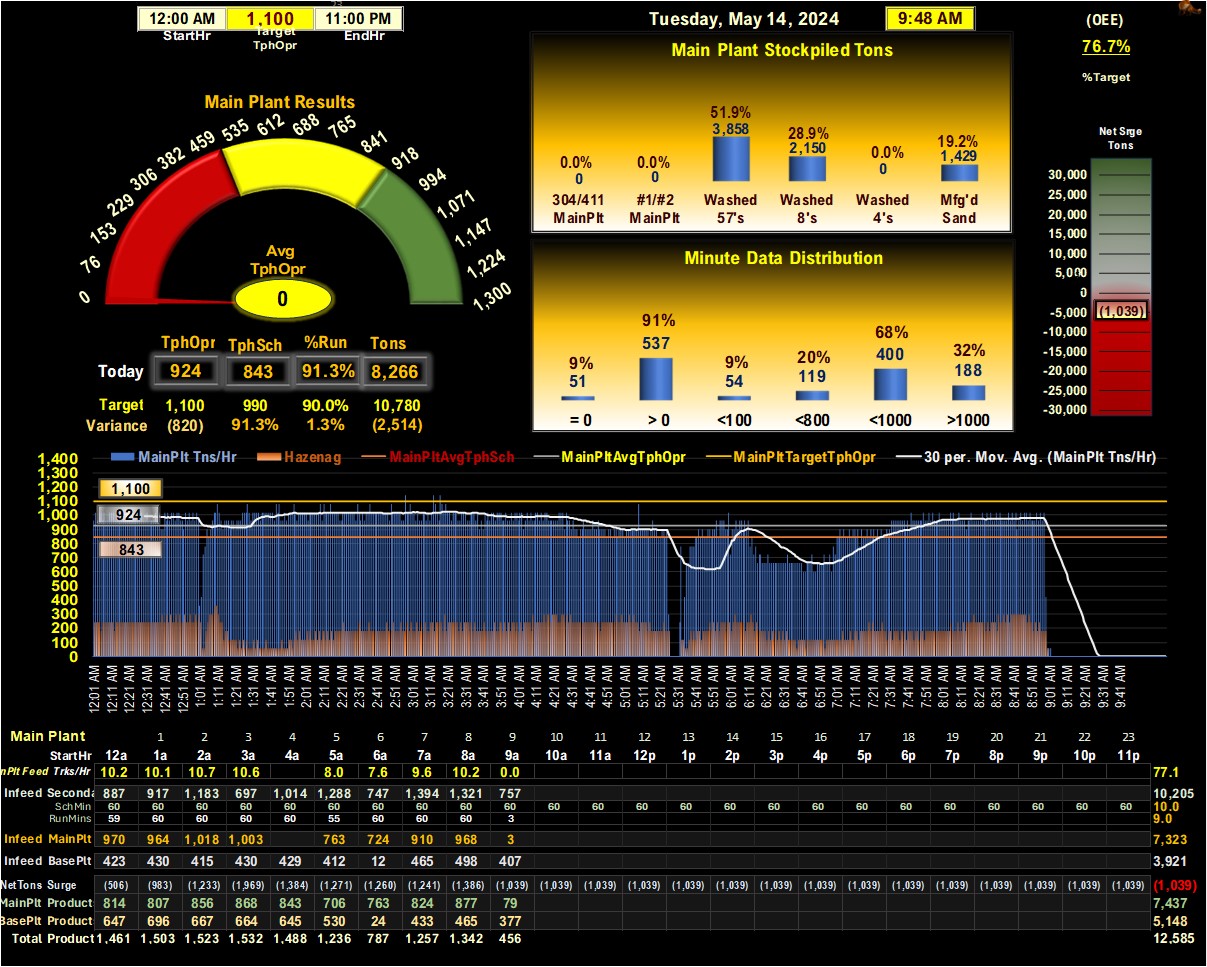 23
12:00 AM 1,100 11:00 PM
StartHr Target TphOpr EndHr
Tuesday, May 14, 2024 9:48 AM
(OEE)
76.7%
%Target
Main Plant Results
0 76 153 229 306 382 459 535 612 688 765 841 918 994 1,071 1,147 1,224 1,300
Avg
TphOpr
0
TphOpr TphSch %Run Tons
Today 924 843 91.3% 8,266
Target 1,100 990 90.0% 10,780
Variance (820) 91.3% 1.3% (2,514)
Main Plant Stockpiled Tons
0.0% 0.0% 51.9% 28.9% 0.0% 19.2%
0 0 3,858 2,150 0 1,429
304/411 #1/#2 Washed Washed Washed Mfg'd
MainPlt MainPlt 57's 8's 4's Sand
Minute Data Distribution
9% 91% 9% 20% 68% 32%
51 537 54 119 400 188
= 0 > 0 <100 <800 <1000 >1000
Net Srge
Tons
30,000
25,000
20,000
15,000
10,000
5,000
0
-5,000
(1,039)
-10,000
-15,000
-20,000
-25,000
-30,000
MainPlt Tns/Hr Hazenag MainPltAvgTphSch MainPltAvgTphOpr MainPltTargetTphOpr 30 per. Mov. Avg. (MainPlt Tns/Hr)
1,400
1,300
1,200
1,100
1,000
900
800
700
600
500
400
300
200
100
0
1,100
924
843
12:01 AM 12:11 AM 12:21 AM 12:31 AM 12:41 AM 12:51 AM 1:01 AM 1:11 AM 1:21 AM 1:31 AM 1:41 AM 1:51 AM 2:01 AM 2:11 AM 2:21 AM 2:31 AM 2:41 AM 2:51 AM 3:01 AM 3:11 AM 3:21 AM 3:31 AM 3:41 AM 3:51 AM 4:01 AM 4:11 AM 4:21 AM 4:31 AM 4:41 AM 4:51 AM 5:01 AM 5:11 AM 5:21 AM 5:31 AM 5:41 AM 5:51 AM 6:01 AM 6:11 AM 6:21 AM 6:31 AM 6:41 AM 6:51 AM 7:01 AM 7:11 AM 7:21 AM 7:31 AM 7:41 AM 7:51 AM 8:01 AM 8:11 AM 8:21 AM 8:31 AM 8:41 AM 8:51 AM 9:01 AM 9:11 AM 9:21 AM 9:31 AM 9:41 AM
Main Plant 1 2 3 4 5 6 7 8 9 10 11 12 13 14 15 16 17 18 19 20 21 22 23
StartHr 12a 1a 2a 3a 4a 5a 6a 7a 8a 9a 10a 11a 12p 1p 2p 3p 4p 5p 6p 7p 8p 9p 10p 11p
nPlt Feed Trks/Hr 10.2 10.1 10.7 10.6 8.0 7.6 9.6 10.2 0.0 77.1
Infeed Seconda 887 917 1,183 697 1,014 1,288 747 1,394 1,321 757 10,205
SchMin 60 60 60 60 60 60 60 60 60 60 60 60 60 60 60 60 60 60 60 60 60 60 60 60 10.0
RunMins 59 60 60 60 60 55 60 60 60 3 9.0
Infeed MainPlt 970 964 1,018 1,003 763 724 910 968 3 7,323
Infeed BasePlt 423 430 415 430 429 412 12 465 498 407 3,921
NetTons Surge (506) (983) (1,233) (1,969) (1,384) (1,271) (1,260) (1,241) (1,386) (1,039) (1,039) (1,039) (1,039) (1,039) (1,039) (1,039) (1,039) (1,039) (1,039) (1,039) (1,039) (1,039) (1,039) (1,039) (1,039)
MainPlt Product 814 807 856 868 843 706 763 824 877 79 7,437
BasePlt Product 647 696 667 664 645 530 24 433 465 377 5,148
Total Product 1,461 1,503 1,523 1,532 1,488 1,236 787 1,257 1,342 456 12,585